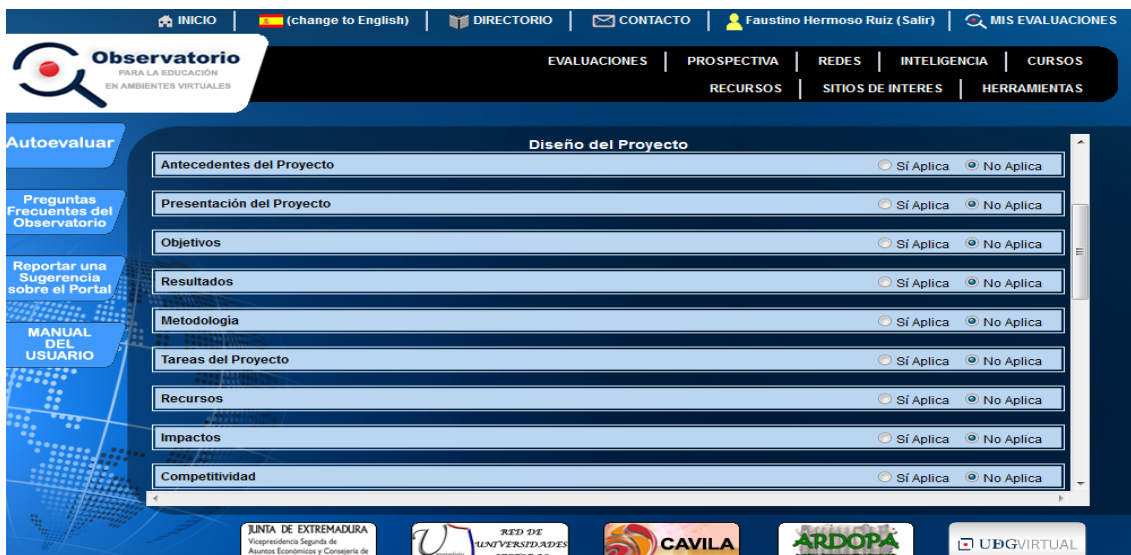 INICIO (change to English) DIRECTORIO CONTACTO Faustino Hermoso Ruiz (Salir) MIS EVALUACIONES
Observatorio
PARA LA EDUCACIÓN
EN AMBIENTES VIRTUALES
EVALUACIONES PROSPECTIVA REDES INTELIGENCIA CURSOS
RECURSOS SITIOS DE INTERES HERRAMIENTAS
Autoevaluar
Preguntas
Frecuentes del
Observatorio
Reportar una
Sugerencia
sobre el Portal
MANUAL
DEL
USUARIO
Diseño del Proyecto
Antecedentes del Proyecto Sí Aplica No Aplica
Presentación del Proyecto Sí Aplica No Aplica
Objetivos Sí Aplica No Aplica
Resultados Sí Aplica No Aplica
Metodología Sí Aplica No Aplica
Tareas del Proyecto Sí Aplica No Aplica
Recursos Sí Aplica No Aplica
Impactos Sí Aplica No Aplica
Competitividad Sí Aplica No Aplica
JUNTA DE EXTREMADURA
Vicepresidencia Segunda de
Asuntos Económicos y Consejería de
RED DE
UNIVERSIDADES
CAVILA
ARDOPA
UDGVIRTUAL